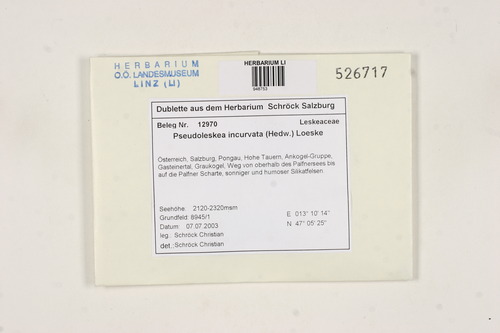 HERBARIUM
O.Ö. LANDESMUSEUM
LINZ (LI)
HERBARIUM LI
526717
Dublette aus dem Herbarium Schröck Salzburg
Beleg Nr. 12970 Leskeaceae
Pseudoleskea incurvata (Hedw.) Loeske
Österreich, Salzburg, Pongau, Hohe Tauern, Ankogel-Gruppe,
Gasteinertal, Graukogel, Weg von oberhalb des Palfnersees bis
auf die Palfner Scharte, sonniger und humoser Silikatfelsen
Seehöhe: 2120-2320msm
Grundfeld: 8945/1 E 013° 10' 14"
Datum: 07.07.2003 N 47° 05' 25"
leg.: Schröck Christian
det.: Schröck Christian